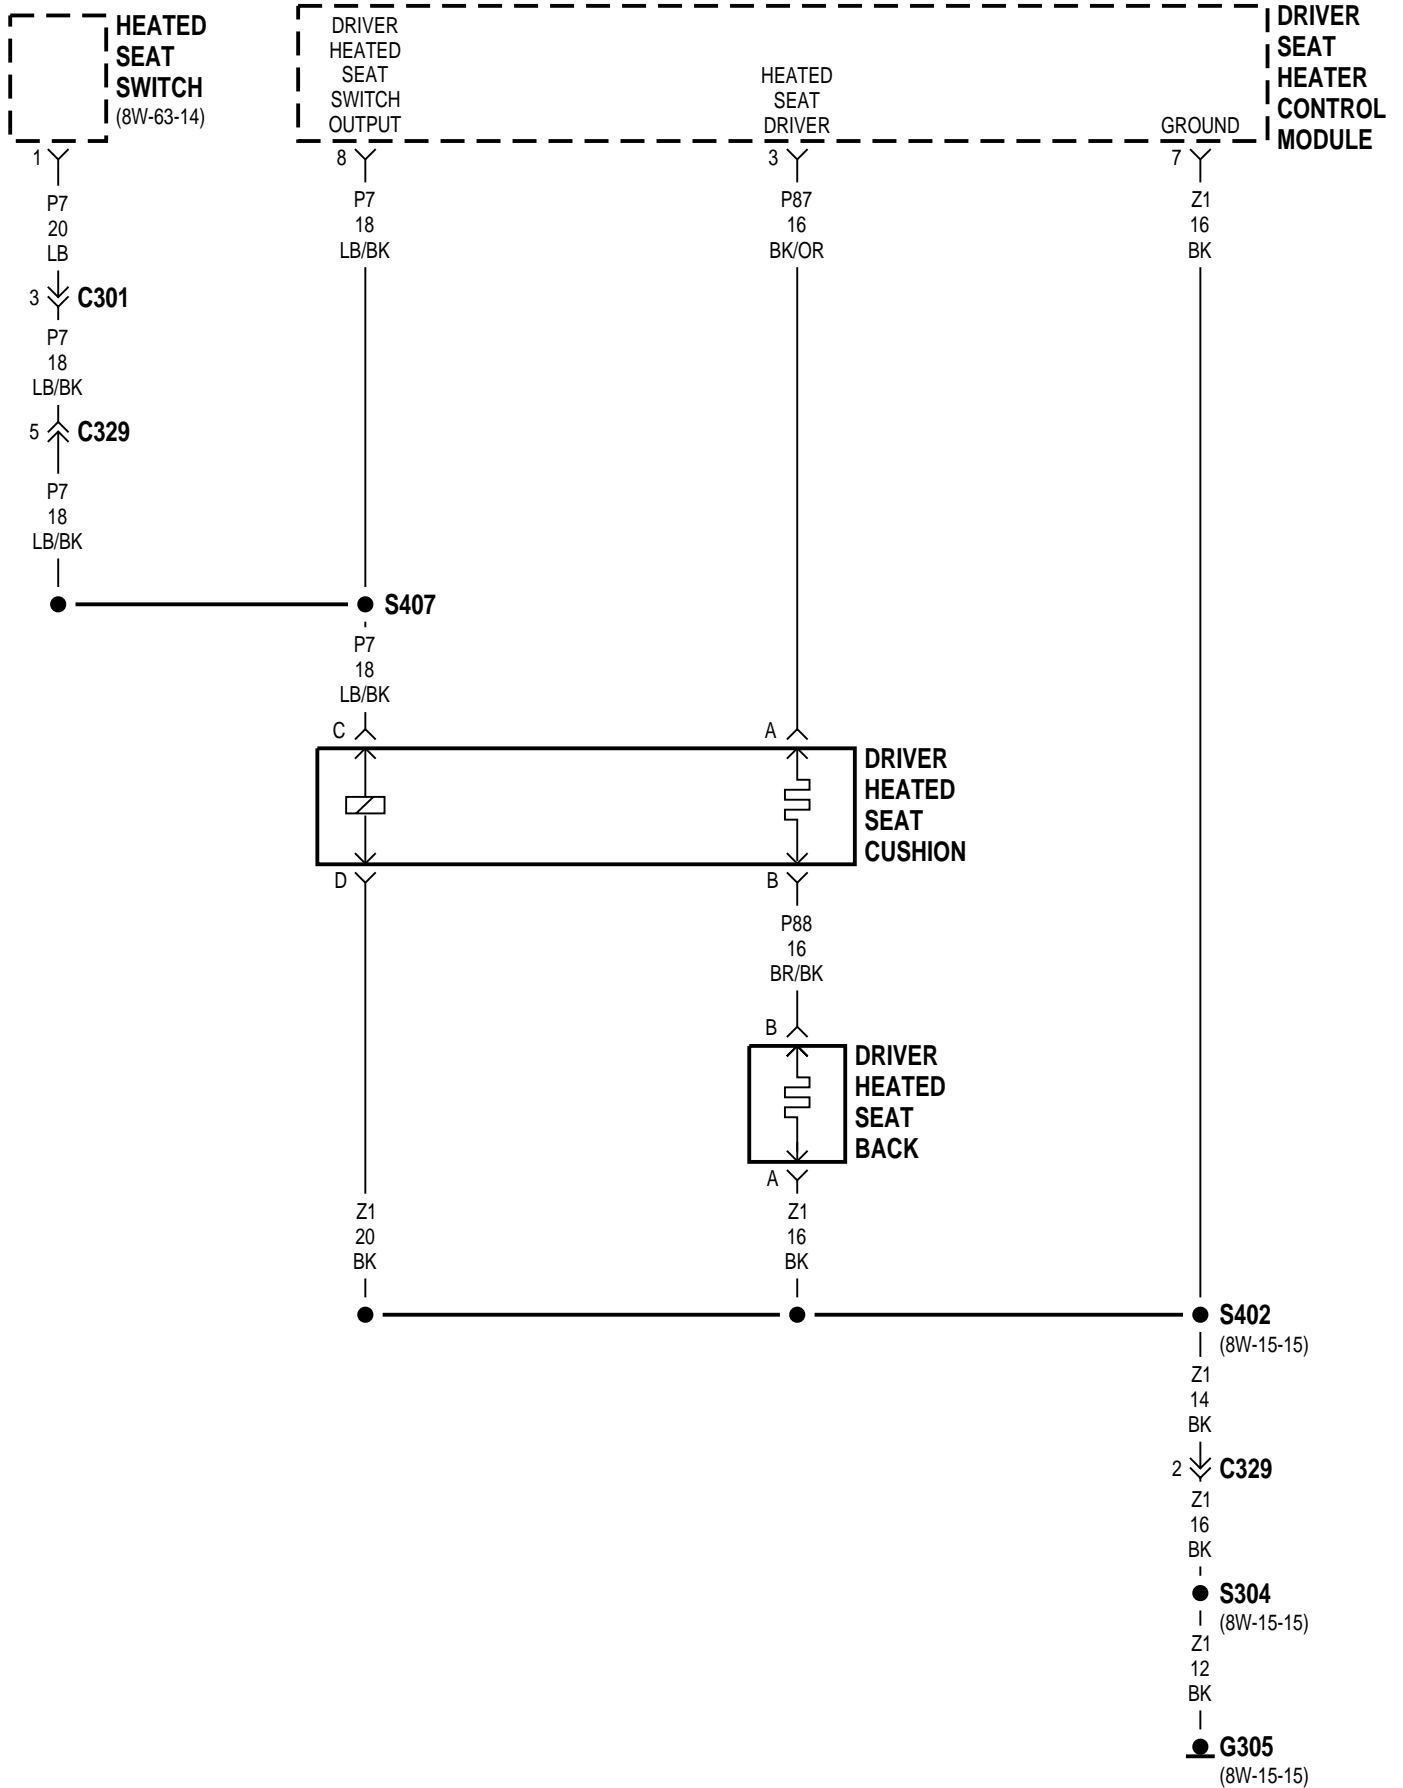 HEATED
SEAT
SWITCH
(8W-63-14)
DRIVER
HEATED
SEAT
SWITCH
OUTPUT
HEATED
SEAT
DRIVER
GROUND
DRIVER
SEAT
HEATER
CONTROL
MODULE
1
P7
20
LB
3 C301
P7
18
LB/BK
5 C329
P7
18
LB/BK
8
P7
18
LB/BK
S407
P7
18
LB/BK
C
3
P87
16
BK/OR
A
7
Z1
16
BK
DRIVER
HEATED
SEAT
CUSHION
D
B
P88
16
BR/BK
B
DRIVER
HEATED
SEAT
BACK
A
Z1
20
BK
Z1
16
BK
S402
(8W-15-15)
Z1
14
BK
2 C329
Z1
16
BK
S304
(8W-15-15)
Z1
12
BK
G305
(8W-15-15)